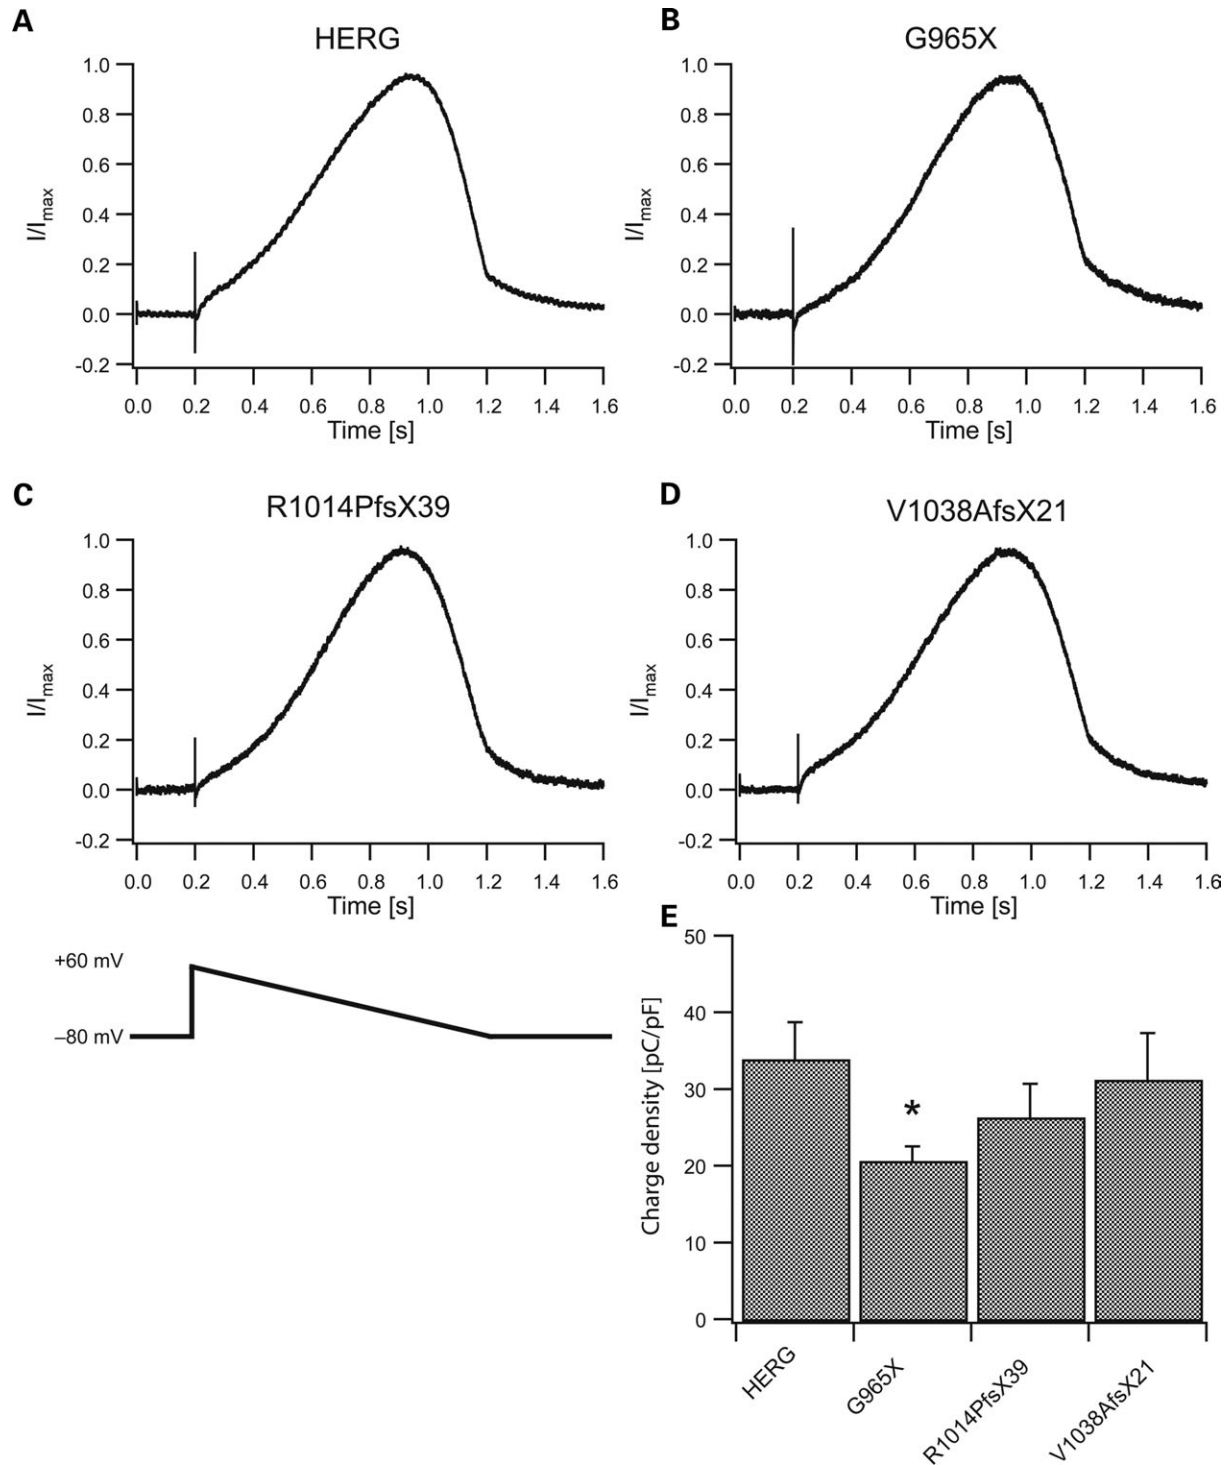 A
HERG
1.0
0.8
0.6
0.4
0.2
0.0
-0.2
I/Imax
0.0 0.2 0.4 0.6 0.8 1.0 1.2 1.4 1.6
Time [s]
B
G965X
1.0
0.8
0.6
0.4
0.2
0.0
-0.2
I/Imax
0.0 0.2 0.4 0.6 0.8 1.0 1.2 1.4 1.6
Time [s]
C
R1014PfsX39
1.0
0.8
0.6
0.4
0.2
0.0
-0.2
I/Imax
0.0 0.2 0.4 0.6 0.8 1.0 1.2 1.4 1.6
Time [s]
+60 mV
–80 mV
D
V1038AfsX21
1.0
0.8
0.6
0.4
0.2
0.0
-0.2
I/Imax
0.0 0.2 0.4 0.6 0.8 1.0 1.2 1.4 1.6
Time [s]
E
50
40
30
20
10
0
Charge density [pC/pF]
*
HERG
G965X
R1014PfsX39
V1038AfsX21